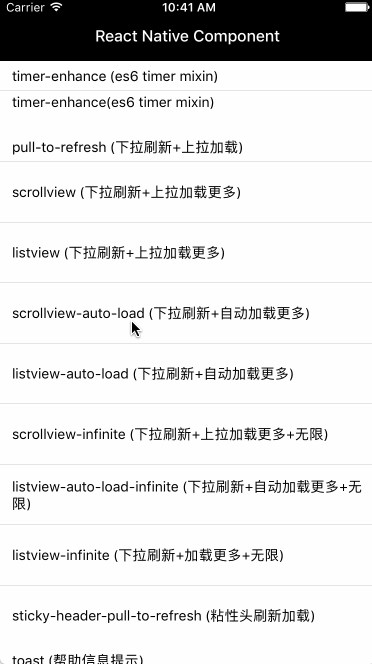 Carrier 10:41 AM
React Native Component
timer-enhance (es6 timer mixin)
timer-enhance(es6 timer mixin)
pull-to-refresh (下拉刷新+上拉加载)
scrollview (下拉刷新+上拉加载更多)
listview (下拉刷新+上拉加载更多)
scrollview-auto-load (下拉刷新+自动加载更多)
listview-auto-load (下拉刷新+自动加载更多)
scrollview-infinite (下拉刷新+上拉加载更多+无限)
listview-auto-load-infinite (下拉刷新+自动加载更多+无
限)
listview-infinite (下拉刷新+加载更多+无限)
sticky-header-pull-to-refresh (粘性头刷新加载)
toast (帮助信息提示)